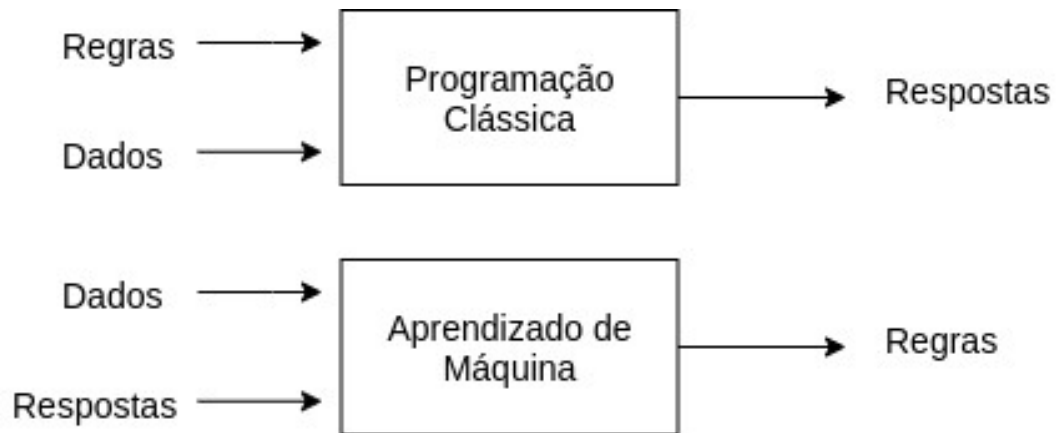 Regras
Dados
Programação
Clássica
Respostas
Dados
Respostas
Aprendizado de
Máquina
Regras